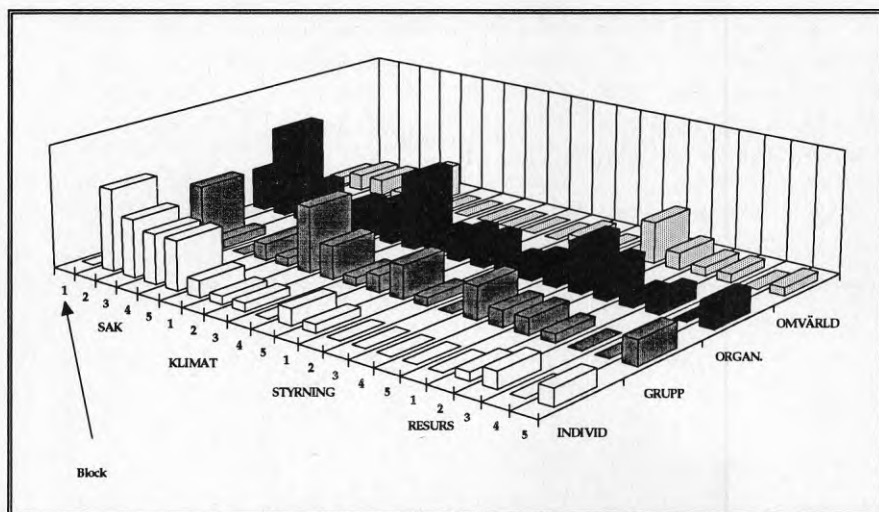 1 2 3 4 5 1 2 3 4 5 1 2 3 4 5 1 2 3 4 5
SAK
KLIMAT
STYRNING
RESURS
INDIVID
GRUPP
ORGAN.
OMVÄRLD
Block